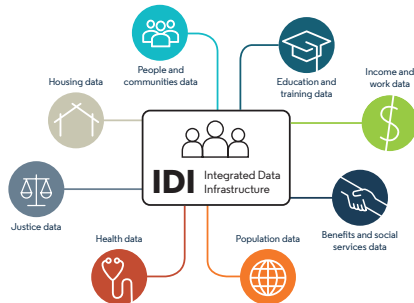 People and
communities data
Education and
training data
Income and
work data
Housing data
IDI Integrated Data
Infrastructure
Justice data
Benefits and social
services data
Health data
Population data